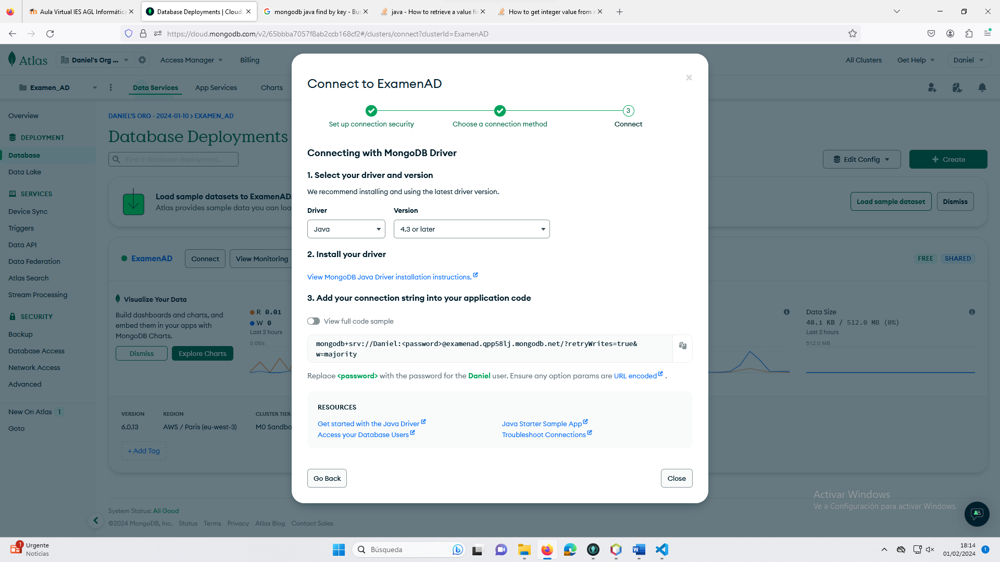 Aula Virtual IES AGL Informática
Database Deployments | Cloud:
mongodb java find by key - Bus
java - How to retrieve a value fr
How to get integer value from
https://cloud.mongodb.com/v2/65bbba7057f8ab2ccb168cf2#/clusters/connect?clusterId=ExamenAD
Atlas
Daniel's Org ...
Access Manager
Billing
All Clusters
Get Help
Daniel
Examen_AD
Data Services
App Services
Charts
Overview
DEPLOYMENT
Database
Data Lake
SERVICES
Device Sync
Triggers
Data API
Data Federation
Atlas Search
Stream Processing
SECURITY
Backup
Database Access
Network Access
Advanced
New On Atlas 1
Goto
DANIEL'S ORG - 2024-01-10 > EXAMEN_AD
Database Deployments
Find a database deployment...
Edit Config
+ Create
Load sample datasets to ExamenAD.
Atlas provides sample data you can loa
Load sample dataset
Dismiss
ExamenAD
Connect
View Monitoring
FREE
SHARED
Visualize Your Data
Build dashboards and charts, and
embed them in your apps with
MongoDB Charts.
Dismiss
Explore Charts
R 0.01
W 0
Last 2 hours
0.06/s
Data Size
40.1 KB / 512.0 MB (0%)
Last 2 hours
512.0 MB
VERSION
6.0.13
REGION
AWS / Paris (eu-west-3)
CLUSTER TIER
M0 Sandbo
+ Add Tag
Connect to ExamenAD
3
Set up connection security
Choose a connection method
Connect
Connecting with MongoDB Driver
1. Select your driver and version
We recommend installing and using the latest driver version.
Driver
Version
Java
4.3 or later
2. Install your driver
View MongoDB Java Driver installation instructions.
3. Add your connection string into your application code
View full code sample
mongodb+srv://Daniel:<password>@examenad.qpp58lj.mongodb.net/?retryWrites=true&
w=majority
Replace <password> with the password for the Daniel user. Ensure any option params are URL encoded .
RESOURCES
Get started with the Java Driver
Java Starter Sample App
Access your Database Users
Troubleshoot Connections
Go Back
Close
System Status: All Good
©2024 MongoDB, Inc. Status Terms Privacy Atlas Blog Contact Sales
Activar Windows
Ve a Configuración para activar Windows.
1
Urgente
Noticias
Búsqueda
18:14
01/02/2024
1